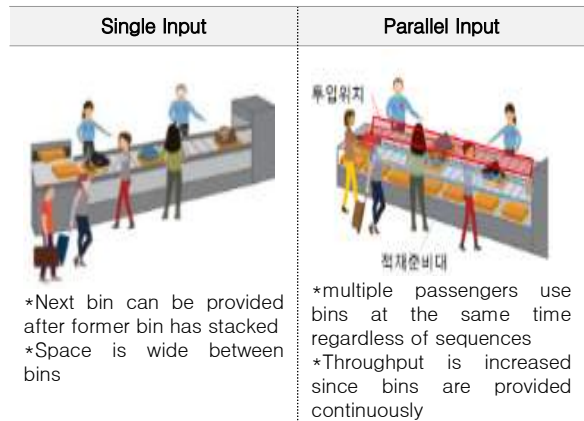 Single Input
Parallel Input
투입위치
적재준비대
*Next bin can be provided
after former bin has stacked
*Space is wide between
bins
*multiple passengers use
bins at the same time
regardless of sequences
*Throughput is increased
since bins are provided
continuously